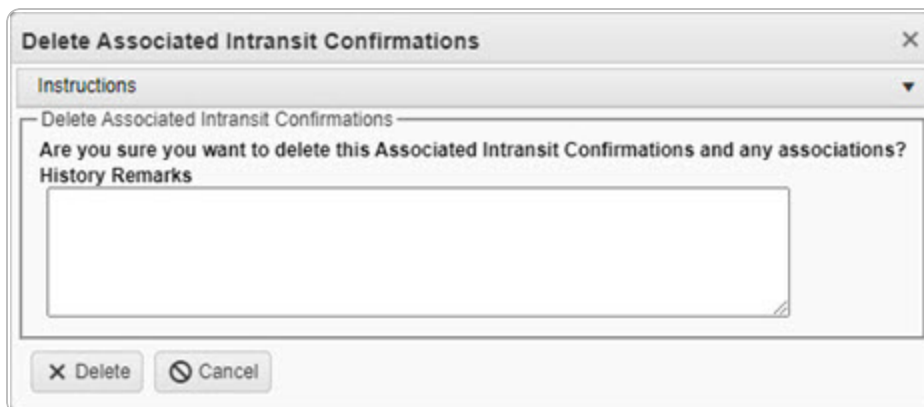 Delete Associated Intransit Confirmations
Instructions
Delete Associated Intransit Confirmations
Are you sure you want to delete this Associated Intransit Confirmations and any associations?
History Remarks
Delete Cancel